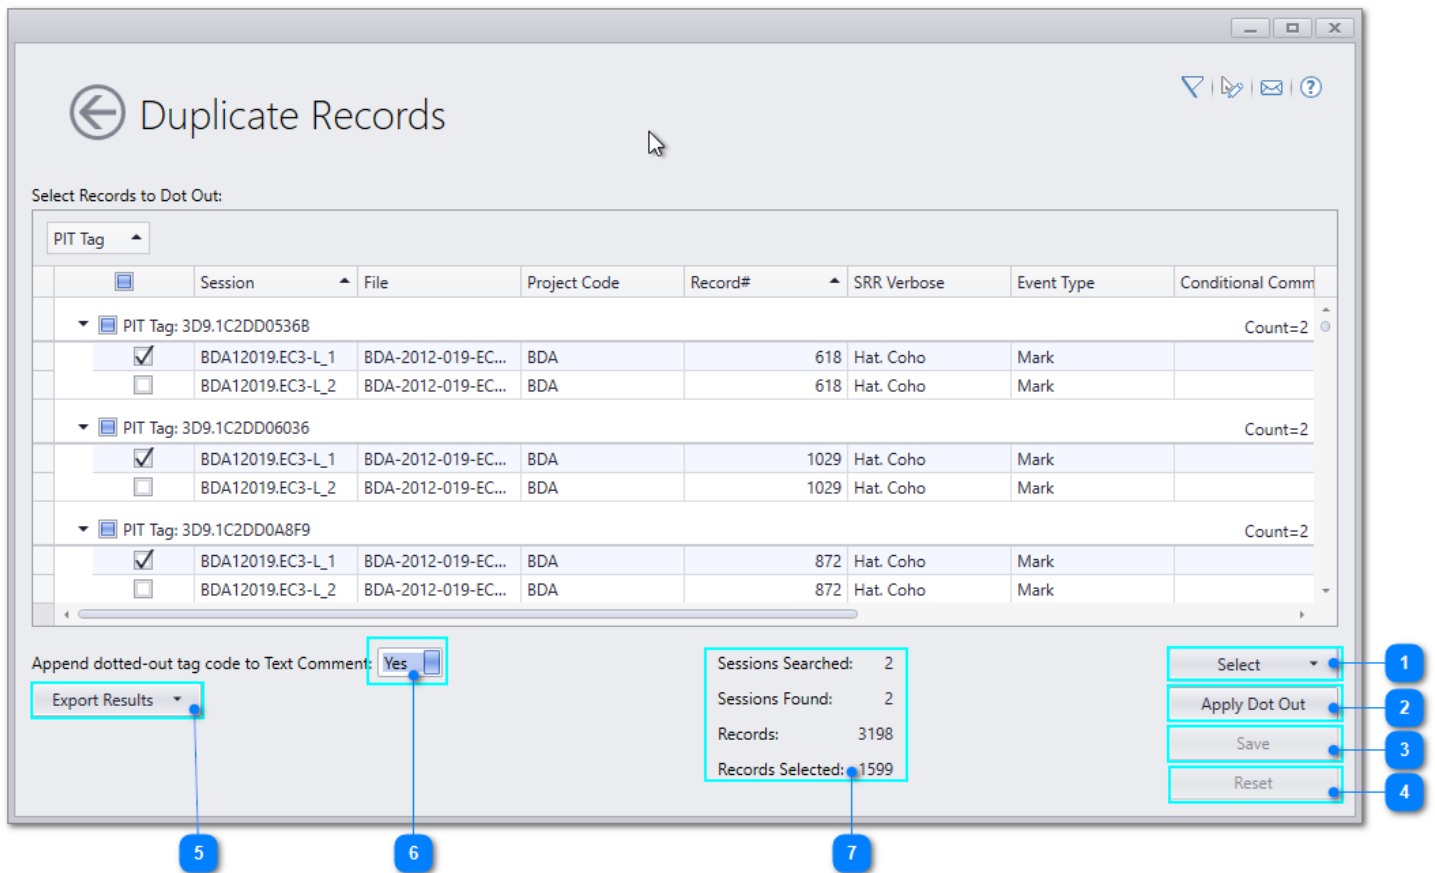 Duplicate Records
Select Records to Dot Out:
PIT Tag
Session File Project Code Record# SRR Verbose Event Type Conditional Comm
PIT Tag: 3D9.1C2DD0536B Count=2
BDA12019.EC3-L_1 BDA-2012-019-EC... BDA 618 Hat. Coho Mark
BDA12019.EC3-L_2 BDA-2012-019-EC... BDA 618 Hat. Coho Mark
PIT Tag: 3D9.1C2DD06036 Count=2
BDA12019.EC3-L_1 BDA-2012-019-EC... BDA 1029 Hat. Coho Mark
BDA12019.EC3-L_2 BDA-2012-019-EC... BDA 1029 Hat. Coho Mark
PIT Tag: 3D9.1C2DD0A8F9 Count=2
BDA12019.EC3-L_1 BDA-2012-019-EC... BDA 872 Hat. Coho Mark
BDA12019.EC3-L_2 BDA-2012-019-EC... BDA 872 Hat. Coho Mark
Append dotted-out tag code to Text Comment: Yes
Export Results
Sessions Searched: 2
Sessions Found: 2
Records: 3198
Records Selected: 1599
Select 1
Apply Dot Out 2
Save 3
Reset 4
5 6 7